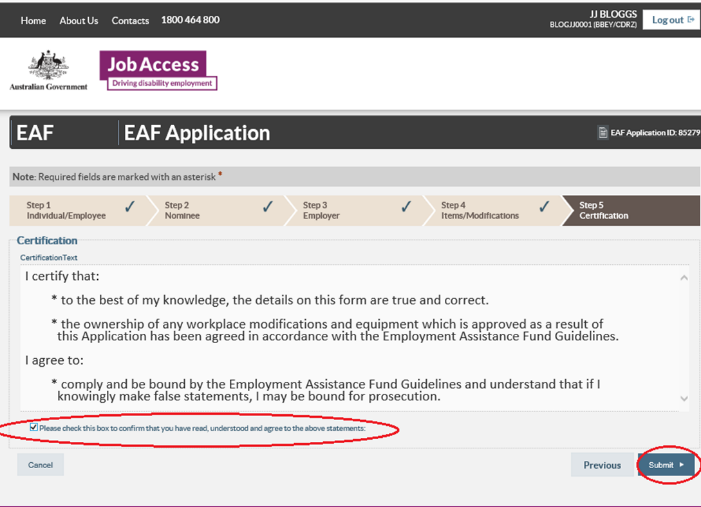 Home About Us Contacts 1800 464 800
JJ BLOGGS
BLOGJJ0001 (BBEY/CDRZ)
Log out
Australian Government
JobAccess
Driving disability employment
EAF EAF Application
EAF Application ID: 85279
Note: Required fields are marked with an asterisk *
Step 1
Individual/Employee
Step 2
Nominee
Step 3
Employer
Step 4
Items/Modifications
Step 5
Certification
Certification
CertificationText
I certify that:
* to the best of my knowledge, the details on this form are true and correct.
* the ownership of any workplace modifications and equipment which is approved as a result of
this Application has been agreed in accordance with the Employment Assistance Fund Guidelines.
I agree to:
* comply and be bound by the Employment Assistance Fund Guidelines and understand that if I
knowingly make false statements, I may be bound for prosecution.
Please check this box to confirm that you have read, understood and agree to the above statements:
Cancel
Previous
Submit